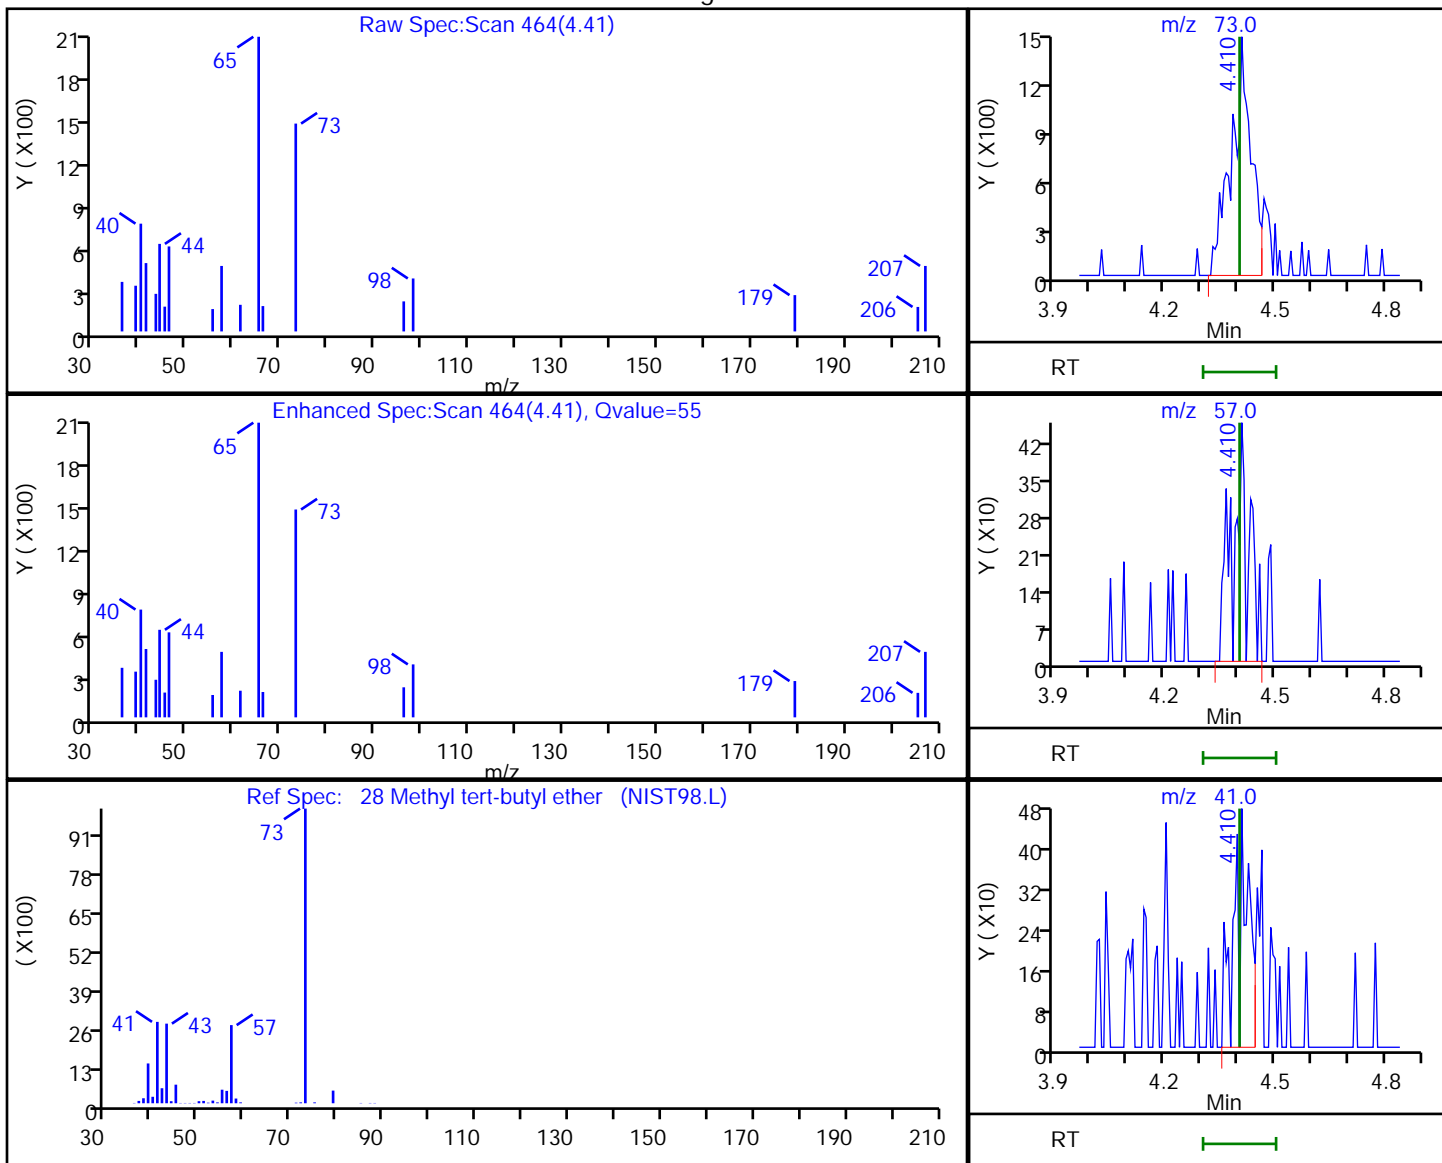 Raw Spec:Scan 464(4.41)
Y ( X100)
21
18
15
12
9
6
3
0
65
73
40
44
98
179
207
206
30 50 70 90 110 130 150 170 190 210
m/z
m/z 73.0
Y ( X100)
15
12
9
6
3
0
4.410
3.9 4.2 4.5 4.8
Min
RT
Enhanced Spec:Scan 464(4.41), Qvalue=55
Y ( X100)
21
18
15
12
9
6
3
0
65
73
40
44
98
179
207
206
30 50 70 90 110 130 150 170 190 210
m/z
m/z 57.0
Y ( X10)
42
35
28
21
14
7
0
4.410
3.9 4.2 4.5 4.8
Min
RT
Ref Spec: 28 Methyl tert-butyl ether (NIST98.L)
( X100)
91
78
65
52
39
26
13
0
73
41
43
57
30 50 70 90 110 130 150 170 190 210
m/z 41.0
Y ( X10)
48
40
32
24
16
8
0
4.410
3.9 4.2 4.5 4.8
Min
RT